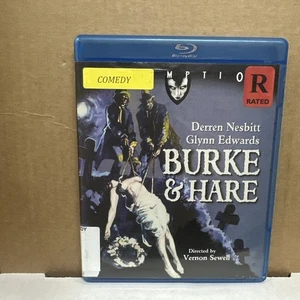 COMEDY
MPTIO
R
RATED
Derren Nesbitt
Glynn Edwards
BURKE
& HARE
Directed by
Vernon Sewell